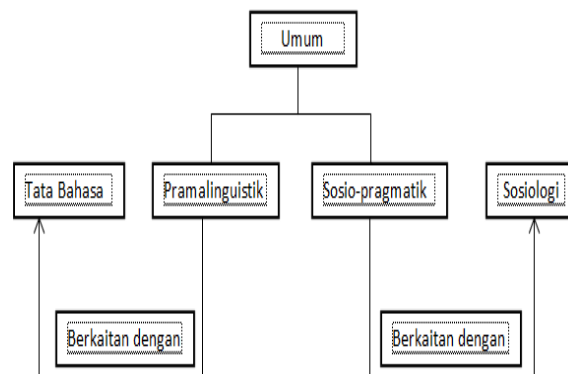 Umum
Tata Bahasa
Pramalinguistik
Sosio-pragmatik
Sosiologi
Berkaitan dengan
Berkaitan dengan